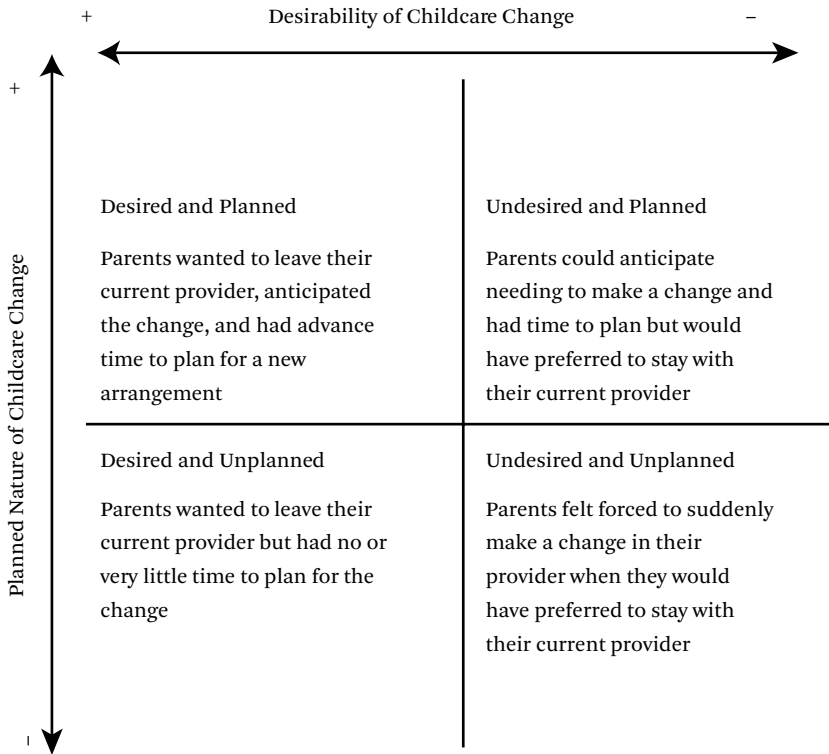 + Desirability of Childcare Change –
+
Planned Nature of Childcare Change
–
Desired and Planned
Parents wanted to leave their
current provider, anticipated
the change, and had advance
time to plan for a new
arrangement
Undesired and Planned
Parents could anticipate
needing to make a change and
had time to plan but would
have preferred to stay with
their current provider
Desired and Unplanned
Parents wanted to leave their
current provider but had no or
very little time to plan for the
change
Undesired and Unplanned
Parents felt forced to suddenly
make a change in their
provider when they would
have preferred to stay with
their current provider